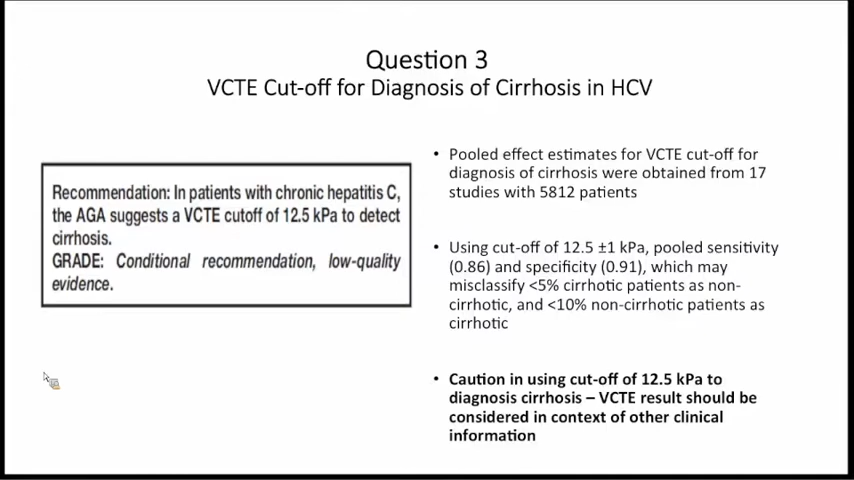 Question 3
VCTE Cut-off for Diagnosis of Cirrhosis in HCV
Recommendation: In patients with chronic hepatitis C,
the AGA suggests a VCTE cutoff of 12.5 kPa to detect
cirrhosis.
GRADE: Conditional recommendation, low-quality
evidence.
• Pooled effect estimates for VCTE cut-off for
diagnosis of cirrhosis were obtained from 17
studies with 5812 patients
• Using cut-off of 12.5 ±1 kPa, pooled sensitivity
(0.86) and specificity (0.91), which may
misclassify <5% cirrhotic patients as non-
cirrhotic, and <10% non-cirrhotic patients as
cirrhotic
• Caution in using cut-off of 12.5 kPa to
diagnosis cirrhosis – VCTE result should be
considered in context of other clinical
information